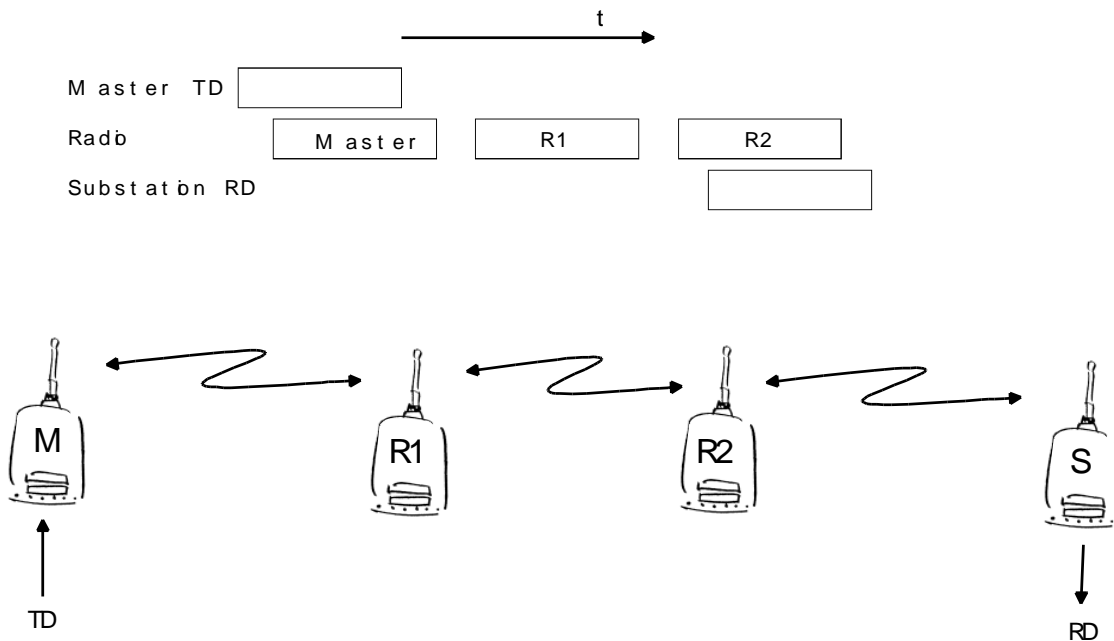 t
Master TD
Radio Master R1 R2
Substation RD
M R1 R2 S
TD RD